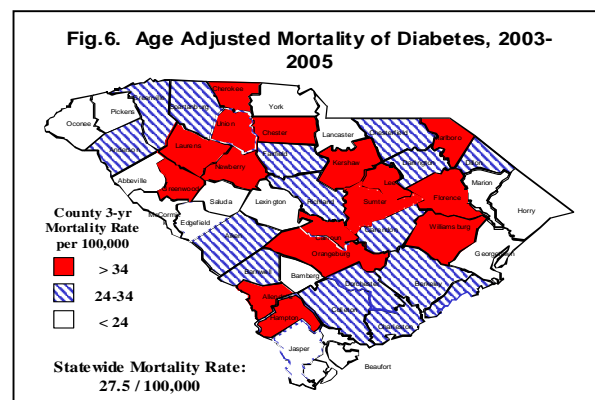 Fig.6. Age Adjusted Mortality of Diabetes, 2003-
2005
Cherokee
Greenville
Spartanburg
York
Pickens
Oconee
Union
Chester
Lancaster
Chesterfield
Marlboro
Anderson
Laurens
Fairfield
Kershaw
Darlington
Dillon
Newberry
Lee
Marion
Abbeville
Greenwood
Florence
Saluda
Lexington
Richland
Sumter
Horry
McCormick
Edgefield
Calhoun
Clarendon
Williamsburg
Aiken
Orangeburg
Georgetown
Barnwell
Bamberg
Dorchester
Berkeley
Allendale
Colleton
Hampton
Charleston
Jasper
Beaufort
County 3-yr
Mortality Rate
per 100,000
> 34
24-34
< 24
Statewide Mortality Rate:
27.5 / 100,000